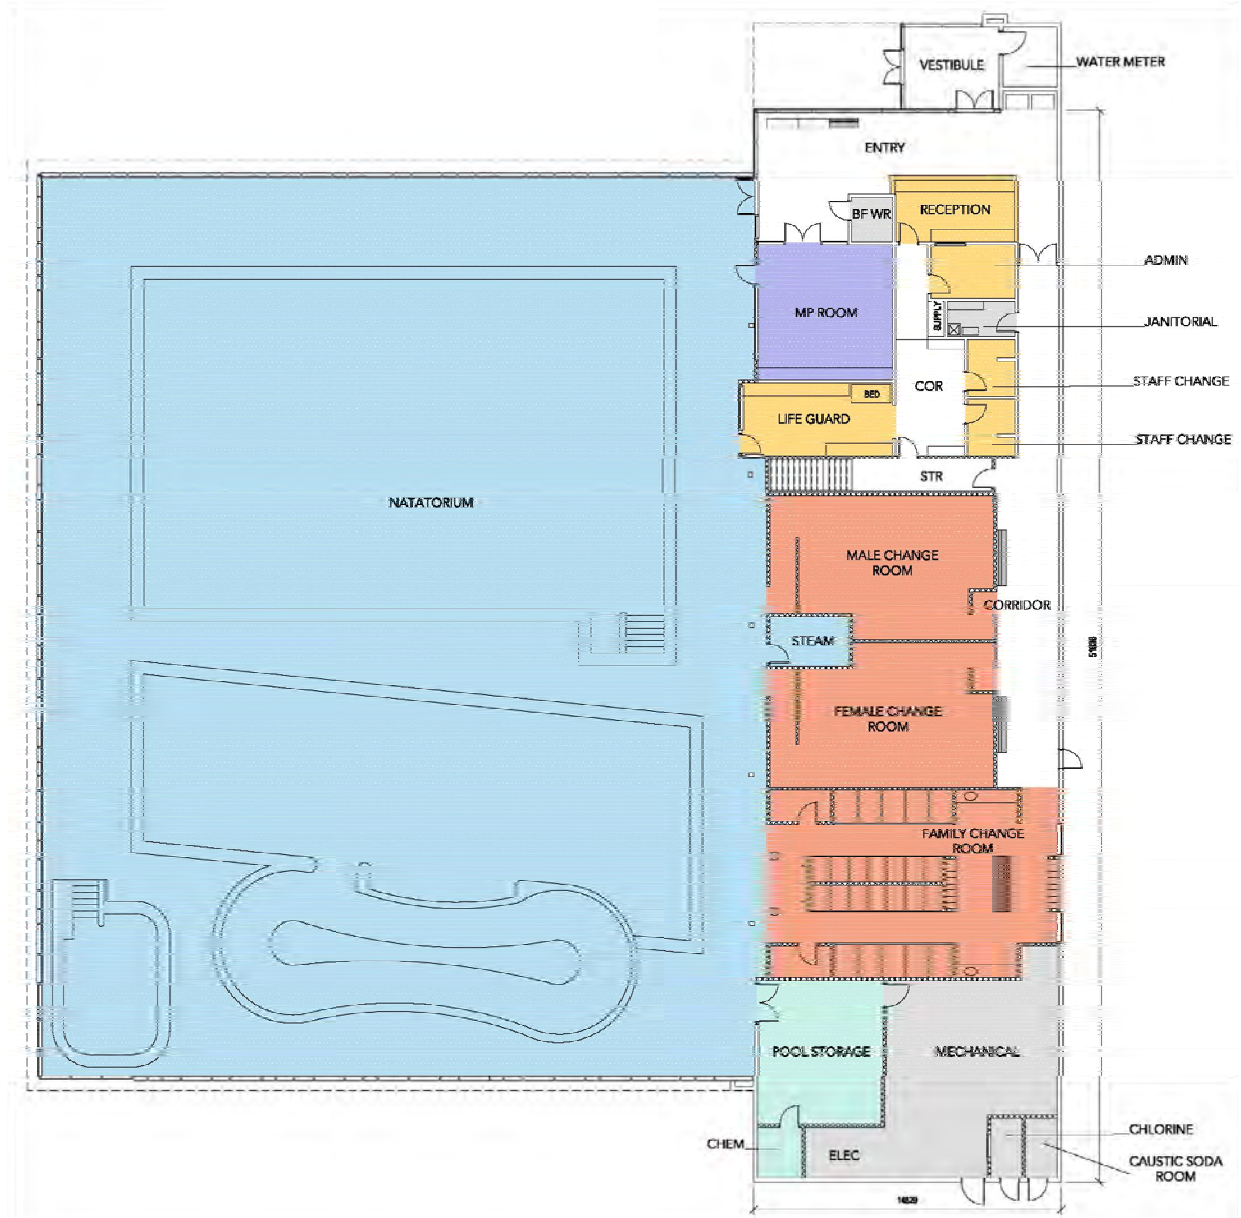 VESTIBULE
WATER METER
ENTRY
BF WR
RECEPTION
ADMIN
MP ROOM
SUPPLY
JANITORIAL
COR
STAFF CHANGE
BED
LIFE GUARD
STAFF CHANGE
STR
NATATORIUM
MALE CHANGE
ROOM
CORRIDOR
STEAM
FEMALE CHANGE
ROOM
FAMILY CHANGE
ROOM
POOL STORAGE
MECHANICAL
CHEM
ELEC
CHLORINE
CAUSTIC SODA
ROOM